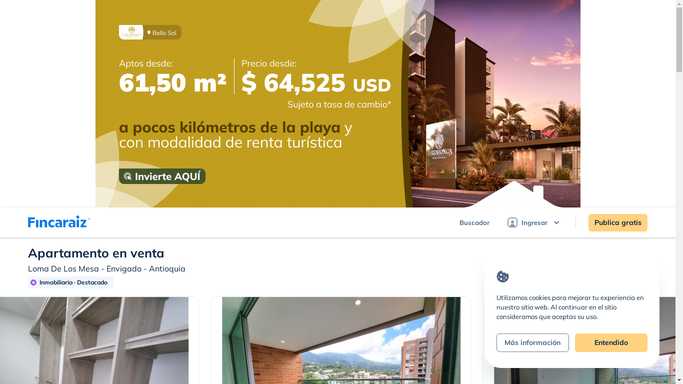 Bello Sol
Aptos desde:
61,50 m²
Precio desde:
$ 64,525 USD
Sujeto a tasa de cambio*
a pocos kilómetros de la playa y
con modalidad de renta turística
Invierte AQUÍ
Fincaraiz
Buscador
Ingresar
Publica gratis
Apartamento en venta
Loma De Los Mesa - Envigada - Antioquia
Inmobiliaria · Destacado
Utilizamos cookies para mejorar tu experiencia en
nuestro sitio web. Al continuar en el sitio
consideramos que aceptas su uso.
Más información
Entendido